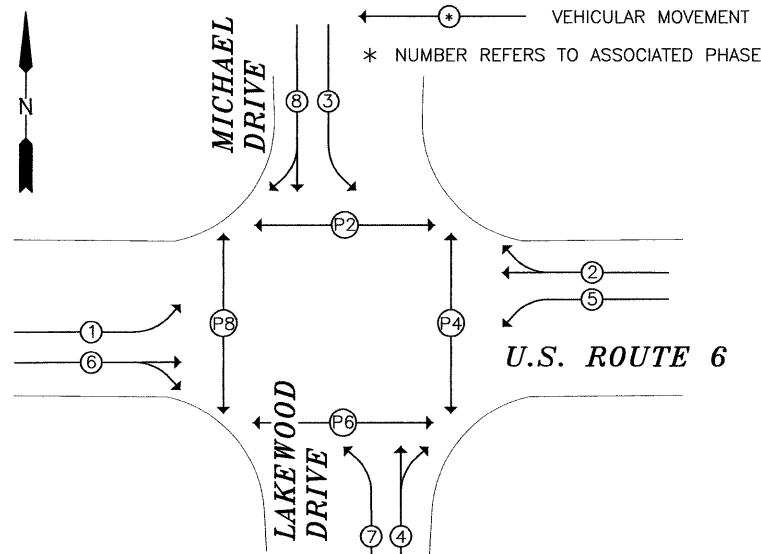 * VEHICULAR MOVEMENT
* NUMBER REFERS TO ASSOCIATED PHASE
N
MICHAEL
DRIVE
8 3
P2
2
5
1
6
P8
P4
U.S. ROUTE 6
P6
LAKEWOOD
DRIVE
7 4